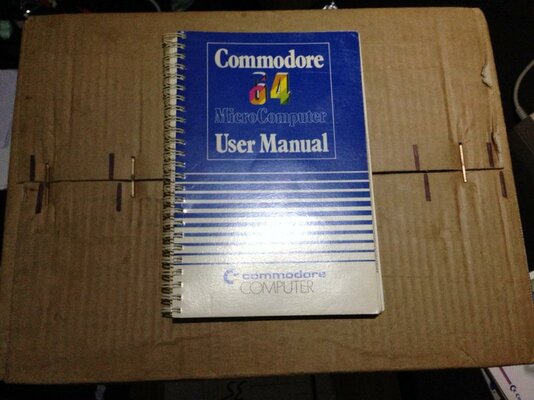 Commodore
64
MicroComputer
User Manual
commodore
COMPUTER